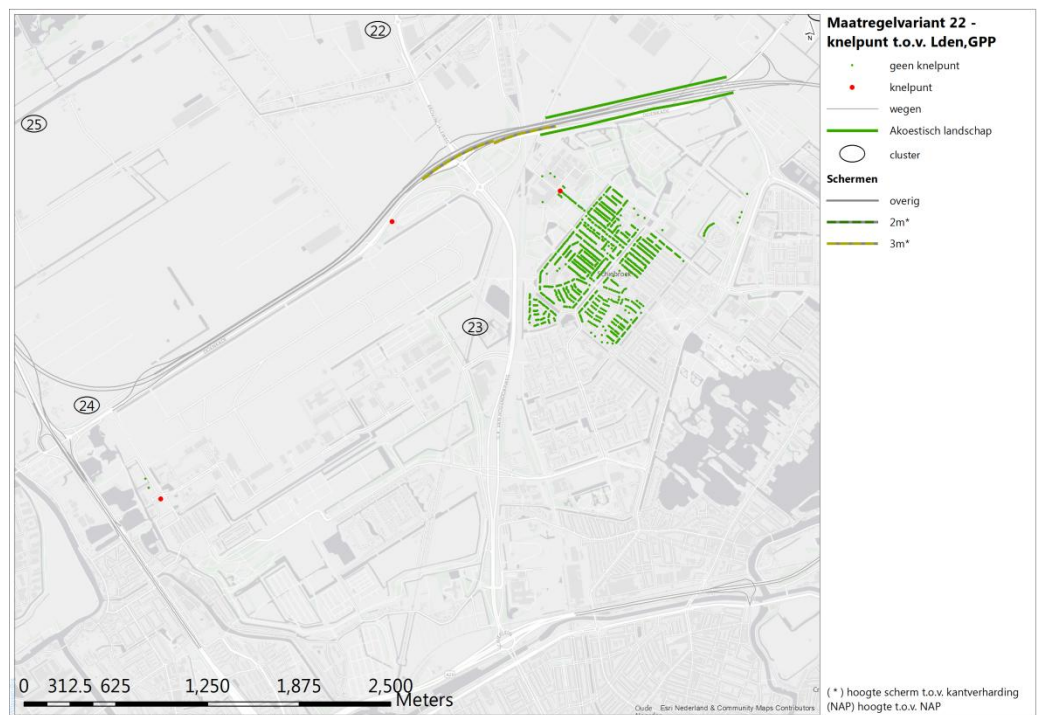 Maatregelvariant 22 -
knelpunt t.o.v. Lden,GPP
geen knelpunt
knelpunt
wegen
Akoestisch landschap
cluster
Schermen
overig
2m*
3m*
22
25
23
24
N
0 312.5 625 1,250 1,875 2,500
Meters
Oude Esri Nederland & Community Maps Contributors
( * ) hoogte scherm t.o.v. kantverharding
(NAP) hoogte t.o.v. NAP